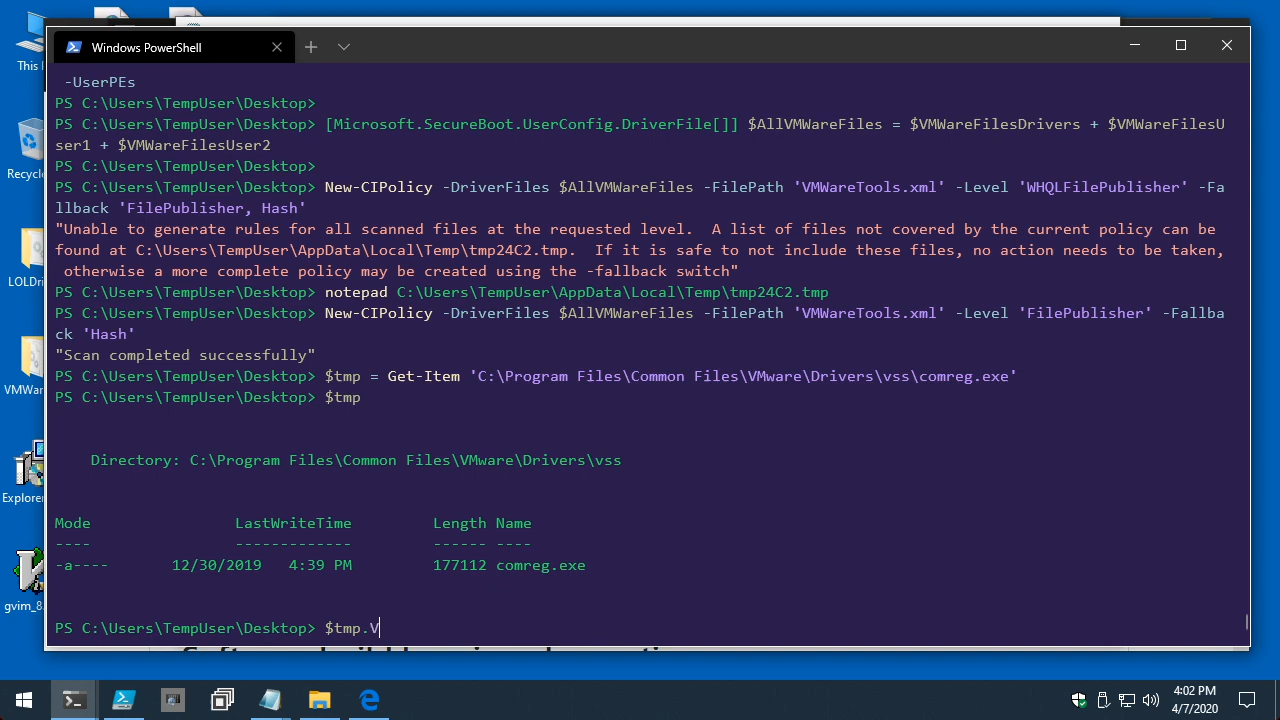 Windows PowerShell
This
-UserPEs
PS C:\Users\TempUser\Desktop>
PS C:\Users\TempUser\Desktop> [Microsoft.SecureBoot.UserConfig.DriverFile[]] $AllVMWareFiles = $VMWareFilesDrivers + $VMWareFilesU
ser1 + $VMWareFilesUser2
PS C:\Users\TempUser\Desktop>
Recycle
PS C:\Users\TempUser\Desktop> New-CIPolicy -DriverFiles $AllVMWareFiles -FilePath 'VMWareTools.xml' -Level 'WHQLFilePublisher' -Fa
llback 'FilePublisher, Hash'
"Unable to generate rules for all scanned files at the requested level.  A list of files not covered by the current policy can be
found at C:\Users\TempUser\AppData\Local\Temp\tmp24C2.tmp.  If it is safe to not include these files, no action needs to be taken,
otherwise a more complete policy may be created using the -fallback switch"
LOLDri
PS C:\Users\TempUser\Desktop> notepad C:\Users\TempUser\AppData\Local\Temp\tmp24C2.tmp
PS C:\Users\TempUser\Desktop> New-CIPolicy -DriverFiles $AllVMWareFiles -FilePath 'VMWareTools.xml' -Level 'FilePublisher' -Fallba
ck 'Hash'
"Scan completed successfully"
PS C:\Users\TempUser\Desktop> $tmp = Get-Item 'C:\Program Files\Common Files\VMware\Drivers\vss\comreg.exe'
VMWar
PS C:\Users\TempUser\Desktop> $tmp
Directory: C:\Program Files\Common Files\VMware\Drivers\vss
Explorer
Mode LastWriteTime Length Name
---- ------------- ------ ----
-a---- 12/30/2019 4:39 PM 177112 comreg.exe
gvim_8.
PS C:\Users\TempUser\Desktop> $tmp.V
4:02 PM
4/7/2020